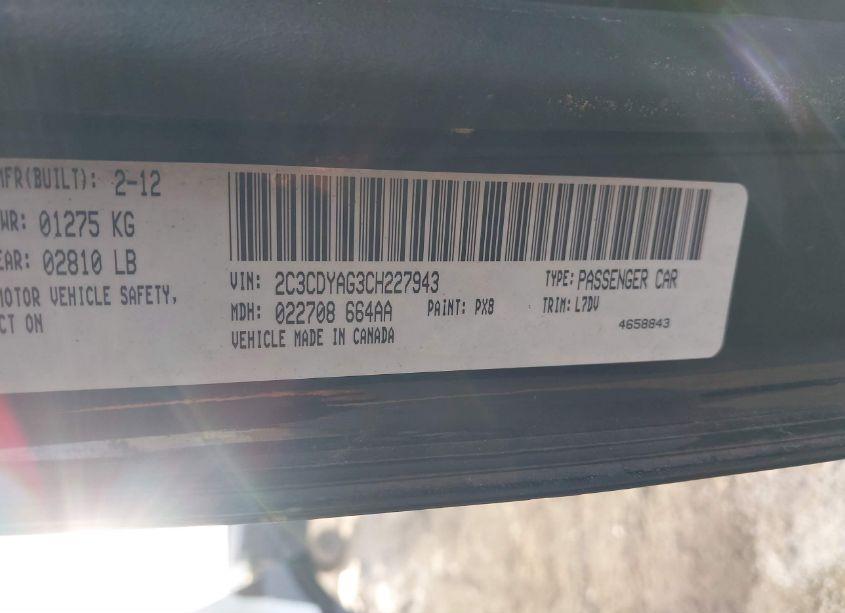 MFR(BUILT): 2-12
WR: 01275 KG
EAR: 02810 LB
MOTOR VEHICLE SAFETY,
CT ON
VIN: 2C3CDYAG3CH227943 TYPE: PASSENGER CAR
MDH: 022708 664AA PAINT: PX8 TRIM: L7DV
VEHICLE MADE IN CANADA 4658843